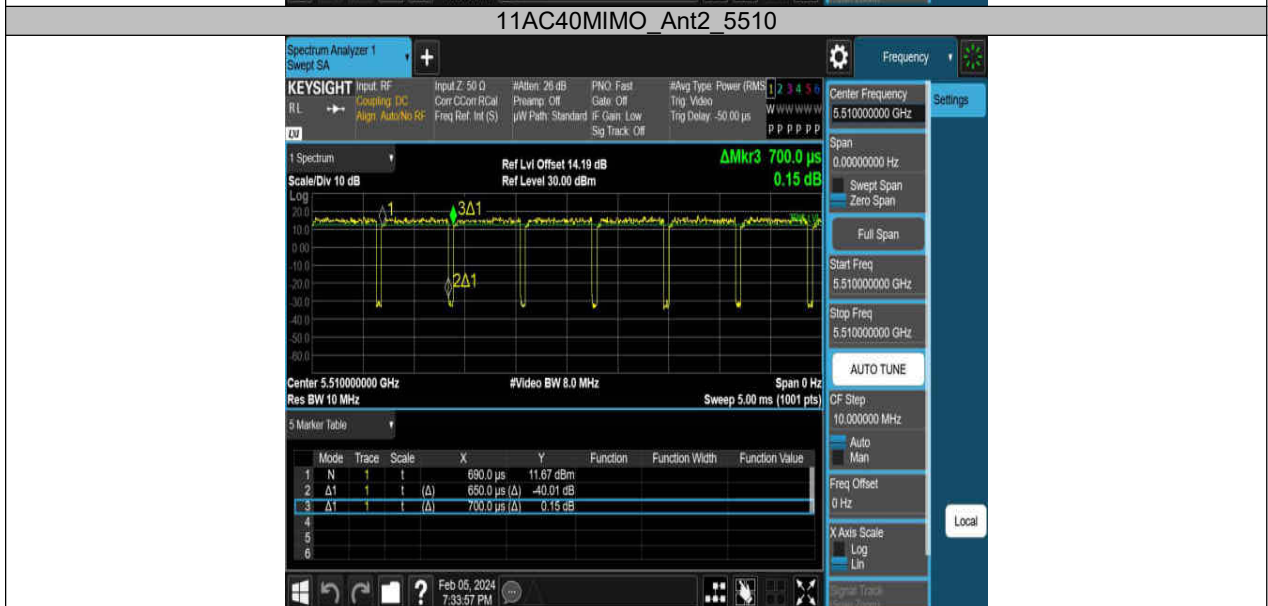 11AC40MIMO_Ant2_5510
Spectrum Analyzer 1
Swept SA
+
Frequency
KEYSIGHT
RL
Input: RF
Coupling: DC
Align: Auto/No RF
Input Z: 50 Ω
Corr CCorr RCal
Freq Ref: Int (S)
#Atten: 26 dB
Preamp: Off
µW Path: Standard
PNO: Fast
Gate: Off
IF Gain: Low
Sig Track: Off
#Avg Type: Power (RMS
Trig: Video
Trig Delay: -50.00 µs
1 2 3 4 5 6
W W W W W W
P P P P P P
1 Spectrum
Scale/Div 10 dB
Ref Lvl Offset 14.19 dB
Ref Level 30.00 dBm
ΔMkr3 700.0 µs
0.15 dB
Log
20.0
10.0
0.00
-10.0
-20.0
-30.0
-40.0
-50.0
-60.0
1
3Δ1
2Δ1
Center 5.510000000 GHz
#Video BW 8.0 MHz
Span 0 Hz
Res BW 10 MHz
Sweep 5.00 ms (1001 pts)
5 Marker Table
Mode Trace Scale X Y Function Function Width Function Value
1 N 1 t 690.0 µs 11.67 dBm
2 Δ1 1 t (Δ) 650.0 µs (Δ) -40.01 dB
3 Δ1 1 t (Δ) 700.0 µs (Δ) 0.15 dB
4
5
6
Feb 05, 2024
7:33:57 PM
Center Frequency
5.510000000 GHz
Span
0.00000000 Hz
Swept Span
Zero Span
Full Span
Start Freq
5.510000000 GHz
Stop Freq
5.510000000 GHz
AUTO TUNE
CF Step
10.000000 MHz
Auto
Man
Freq Offset
0 Hz
X Axis Scale
Log
Lin
Signal Track
Settings
Local